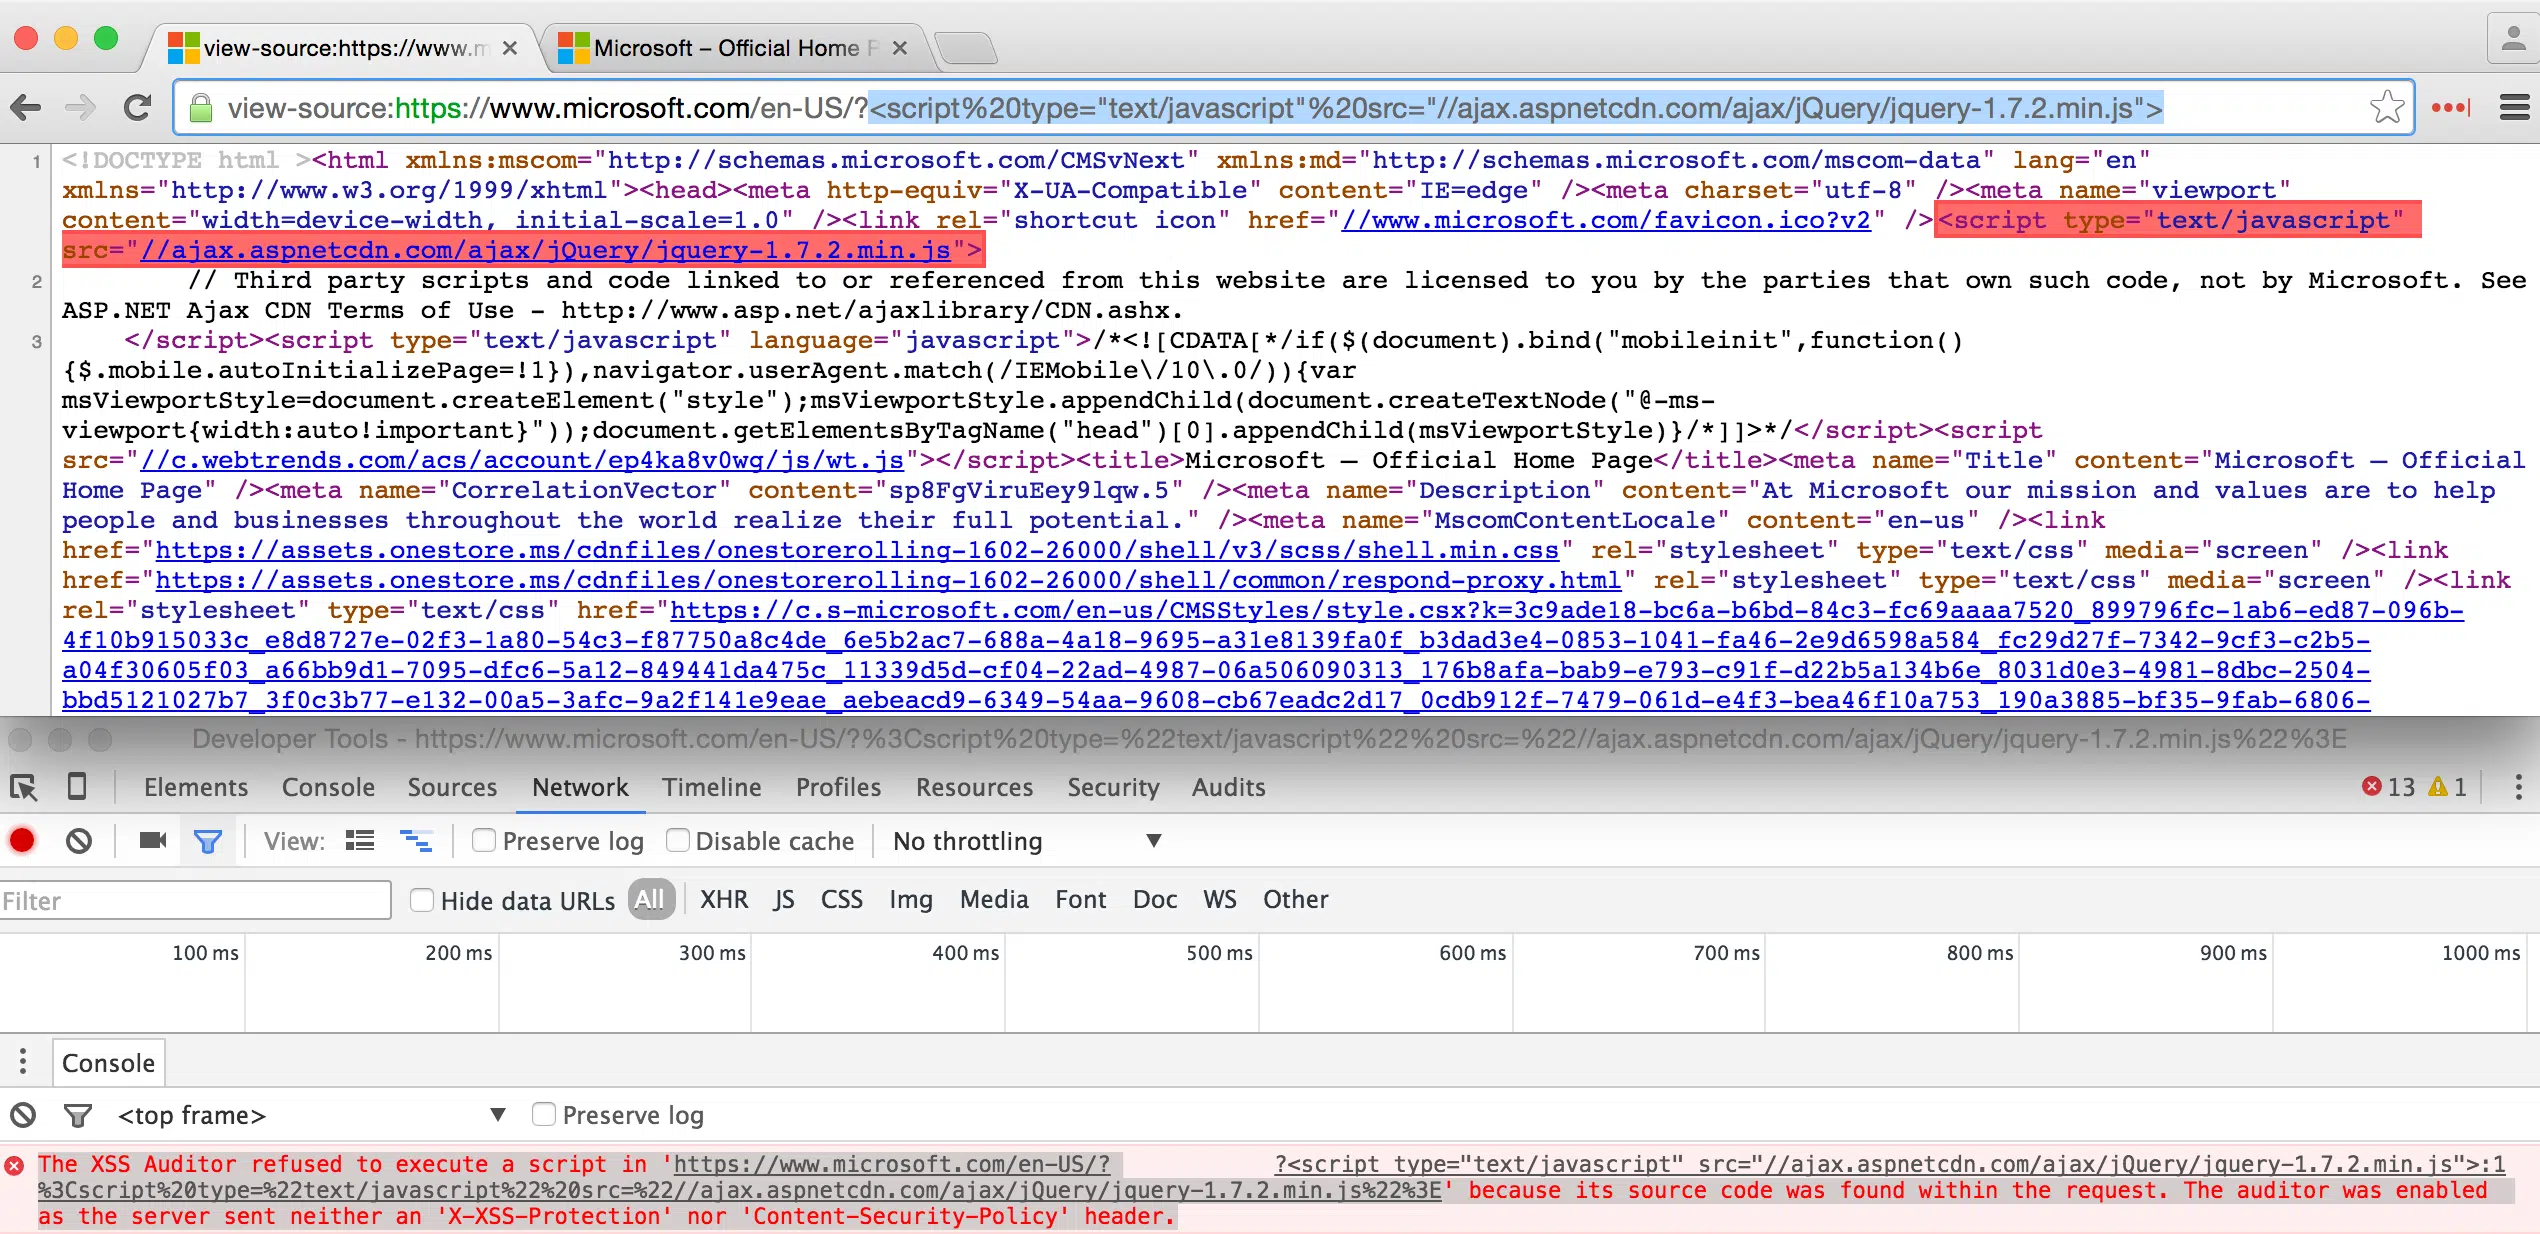 view-source:https://www.m
Microsoft – Official Home P
view-source:https://www.microsoft.com/en-US/?<script%20type="text/javascript"%20src="//ajax.aspnetcdn.com/ajax/jQuery/jquery-1.7.2.min.js">
1 <!DOCTYPE html ><html xmlns:mscom="http://schemas.microsoft.com/CMSvNext" xmlns:md="http://schemas.microsoft.com/mscom-data" lang="en"
xmlns="http://www.w3.org/1999/xhtml"><head><meta http-equiv="X-UA-Compatible" content="IE=edge" /><meta charset="utf-8" /><meta name="viewport"
content="width=device-width, initial-scale=1.0" /><link rel="shortcut icon" href="//www.microsoft.com/favicon.ico?v2" /><script type="text/javascript"
src="//ajax.aspnetcdn.com/ajax/jQuery/jquery-1.7.2.min.js">
2 // Third party scripts and code linked to or referenced from this website are licensed to you by the parties that own such code, not by Microsoft. See
ASP.NET Ajax CDN Terms of Use - http://www.asp.net/ajaxlibrary/CDN.ashx.
3 </script><script type="text/javascript" language="javascript">/*<![CDATA[*/if($(document).bind("mobileinit",function()
{$.mobile.autoInitializePage=!1}),navigator.userAgent.match(/IEMobile\/10\.0/)){var
msViewportStyle=document.createElement("style");msViewportStyle.appendChild(document.createTextNode("@-ms-
viewport{width:auto!important}"));document.getElementsByTagName("head")[0].appendChild(msViewportStyle)}/*]]>*/</script><script
src="//c.webtrends.com/acs/account/ep4ka8v0wg/js/wt.js"></script><title>Microsoft – Official Home Page</title><meta name="Title" content="Microsoft – Official
Home Page" /><meta name="CorrelationVector" content="sp8FgViruEey9lqw.5" /><meta name="Description" content="At Microsoft our mission and values are to help
people and businesses throughout the world realize their full potential." /><meta name="MscomContentLocale" content="en-us" /><link
href="https://assets.onestore.ms/cdnfiles/onestorerolling-1602-26000/shell/v3/scss/shell.min.css" rel="stylesheet" type="text/css" media="screen" /><link
href="https://assets.onestore.ms/cdnfiles/onestorerolling-1602-26000/shell/common/respond-proxy.html" rel="stylesheet" type="text/css" media="screen" /><link
rel="stylesheet" type="text/css" href="https://c.s-microsoft.com/en-us/CMSStyles/style.csx?k=3c9ade18-bc6a-b6bd-84c3-fc69aaaa7520_899796fc-1ab6-ed87-096b-
4f10b915033c_e8d8727e-02f3-1a80-54c3-f87750a8c4de_6e5b2ac7-688a-4a18-9695-a31e8139fa0f_b3dad3e4-0853-1041-fa46-2e9d6598a584_fc29d27f-7342-9cf3-c2b5-
a04f30605f03_a66bb9d1-7095-dfc6-5a12-849441da475c_11339d5d-cf04-22ad-4987-06a506090313_176b8afa-bab9-e793-c91f-d22b5a134b6e_8031d0e3-4981-8dbc-2504-
bbd5121027b7_3f0c3b77-e132-00a5-3afc-9a2f141e9eae_aebeacd9-6349-54aa-9608-cb67eadc2d17_0cdb912f-7479-061d-e4f3-bea46f10a753_190a3885-bf35-9fab-6806-
Developer Tools - https://www.microsoft.com/en-US/?%3Cscript%20type=%22text/javascript%22%20src=%22//ajax.aspnetcdn.com/ajax/jQuery/jquery-1.7.2.min.js%22%3E
Elements Console Sources Network Timeline Profiles Resources Security Audits 13 1
View: Preserve log Disable cache No throttling
Filter Hide data URLs All XHR JS CSS Img Media Font Doc WS Other
100 ms 200 ms 300 ms 400 ms 500 ms 600 ms 700 ms 800 ms 900 ms 1000 ms
Console
<top frame> Preserve log
The XSS Auditor refused to execute a script in 'https://www.microsoft.com/en-US/? ?<script type="text/javascript" src="//ajax.aspnetcdn.com/ajax/jQuery/jquery-1.7.2.min.js">:1
%3Cscript%20type=%22text/javascript%22%20src=%22//ajax.aspnetcdn.com/ajax/jQuery/jquery-1.7.2.min.js%22%3E' because its source code was found within the request. The auditor was enabled
as the server sent neither an 'X-XSS-Protection' nor 'Content-Security-Policy' header.